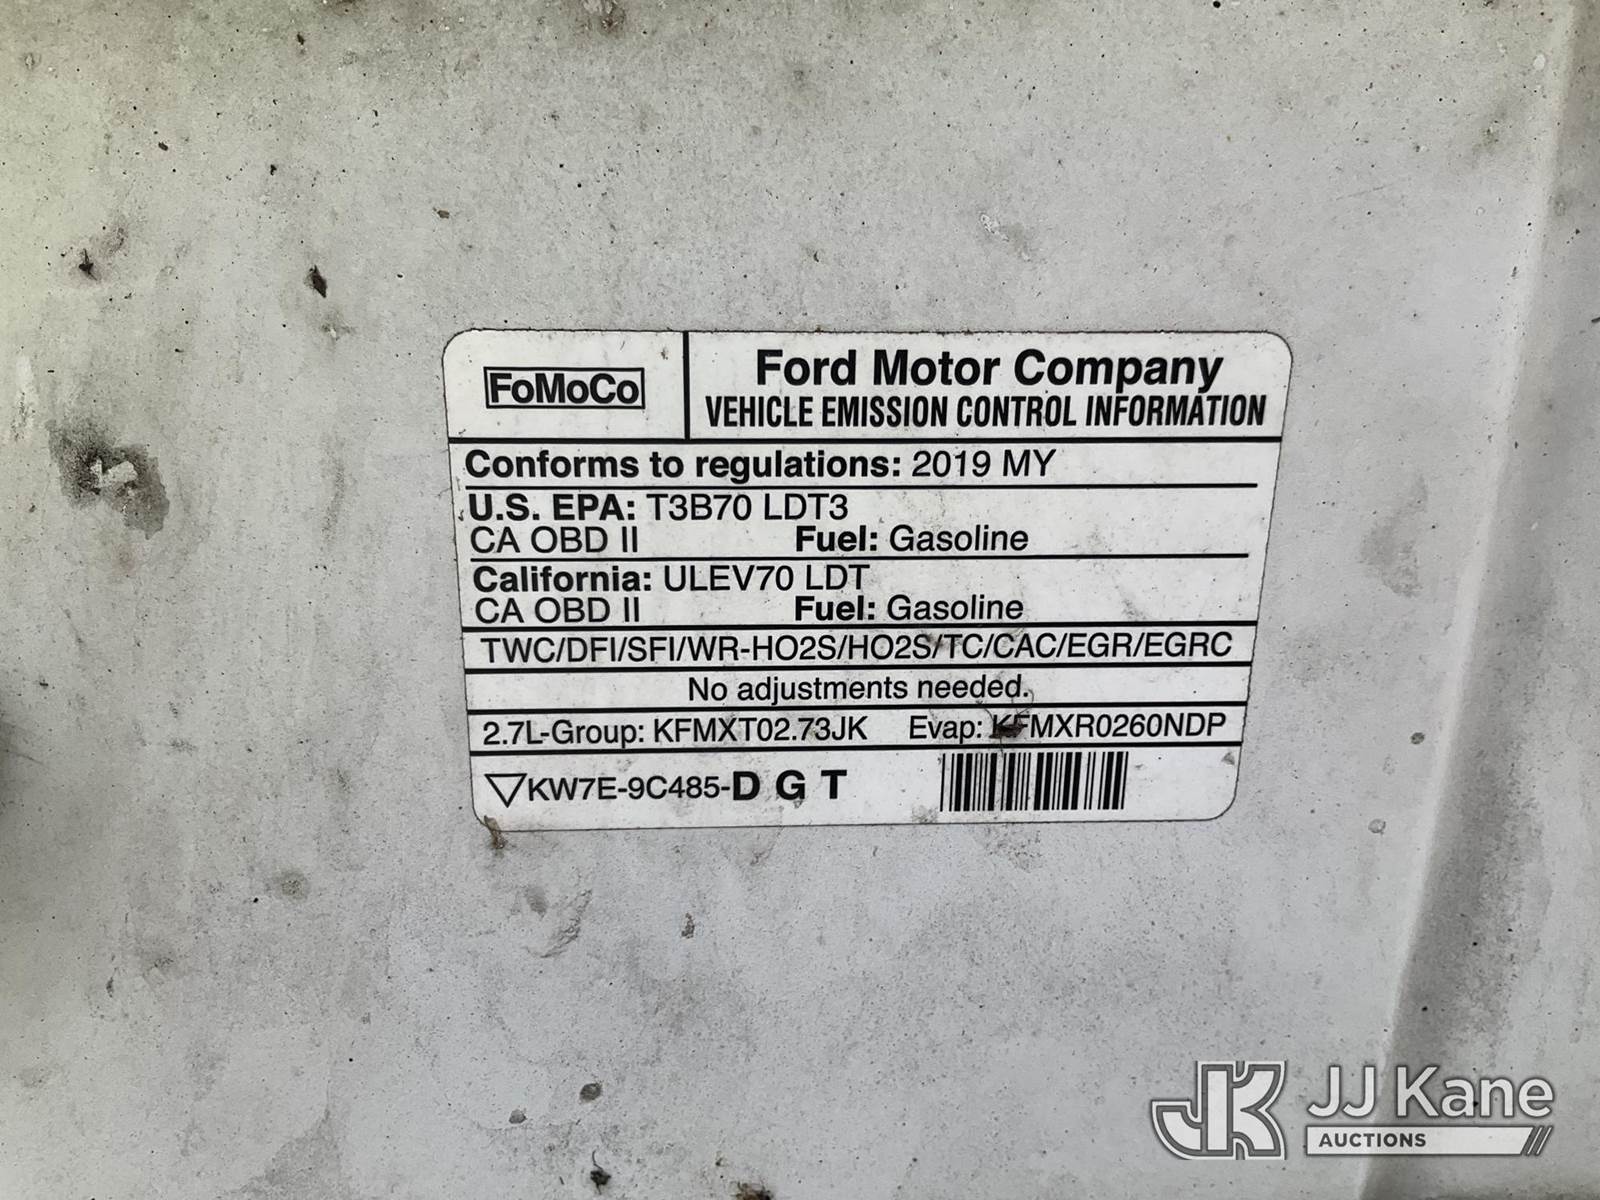 FoMoCo
Ford Motor Company
VEHICLE EMISSION CONTROL INFORMATION
Conforms to regulations: 2019 MY
U.S. EPA: T3B70 LDT3
CA OBD II Fuel: Gasoline
California: ULEV70 LDT
CA OBD II Fuel: Gasoline
TWC/DFI/SFI/WR-HO2S/HO2S/TC/CAC/EGR/EGRC
No adjustments needed.
2.7L-Group: KFMXT02.73JK Evap: KFMXR0260NDP
KW7E-9C485-D G T
JK JJ Kane
AUCTIONS